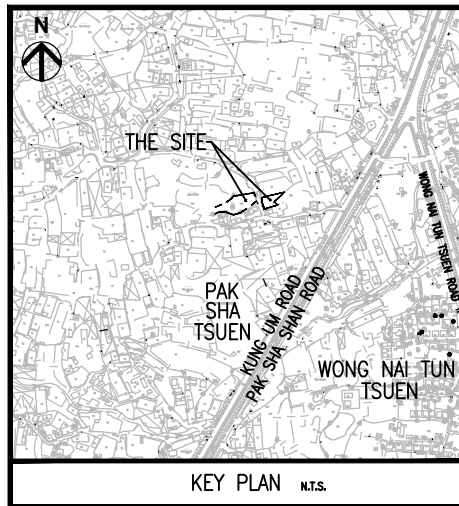 N
THE SITE
WONG NAI TUN TSUEN ROAD
PAK
SHA
TSUEN
KUNG UM ROAD
PAK SHA SHAN ROAD
WONG NAI TUN
TSUEN
KEY PLAN N.T.S.